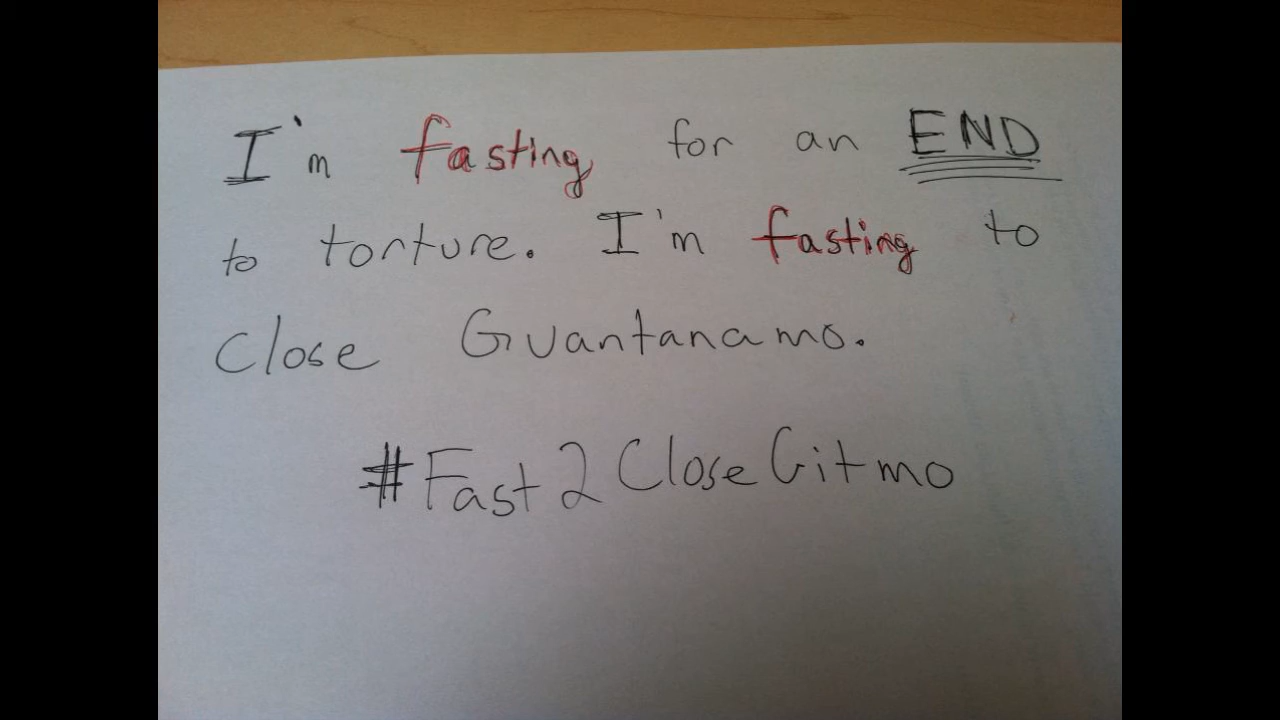 I'm fasting for an END
to torture. I'm fasting to
Close Guantanamo.
#Fast2CloseGitmo